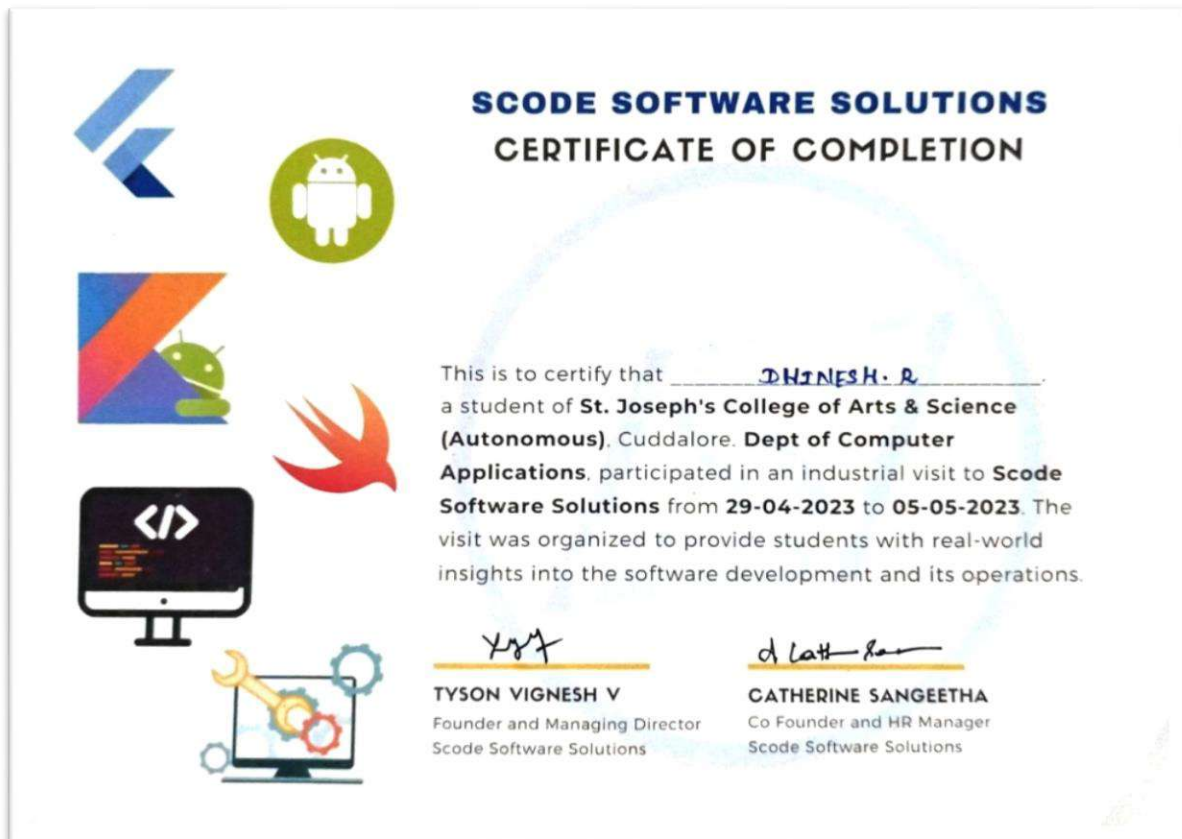 SCODE SOFTWARE SOLUTIONS
CERTIFICATE OF COMPLETION
</>
This is to certify that DHINESH. R.
a student of St. Joseph's College of Arts & Science
(Autonomous), Cuddalore. Dept of Computer
Applications, participated in an industrial visit to Scode
Software Solutions from 29-04-2023 to 05-05-2023. The
visit was organized to provide students with real-world
insights into the software development and its operations.
TYSON VIGNESH V
Founder and Managing Director
Scode Software Solutions
CATHERINE SANGEETHA
Co Founder and HR Manager
Scode Software Solutions